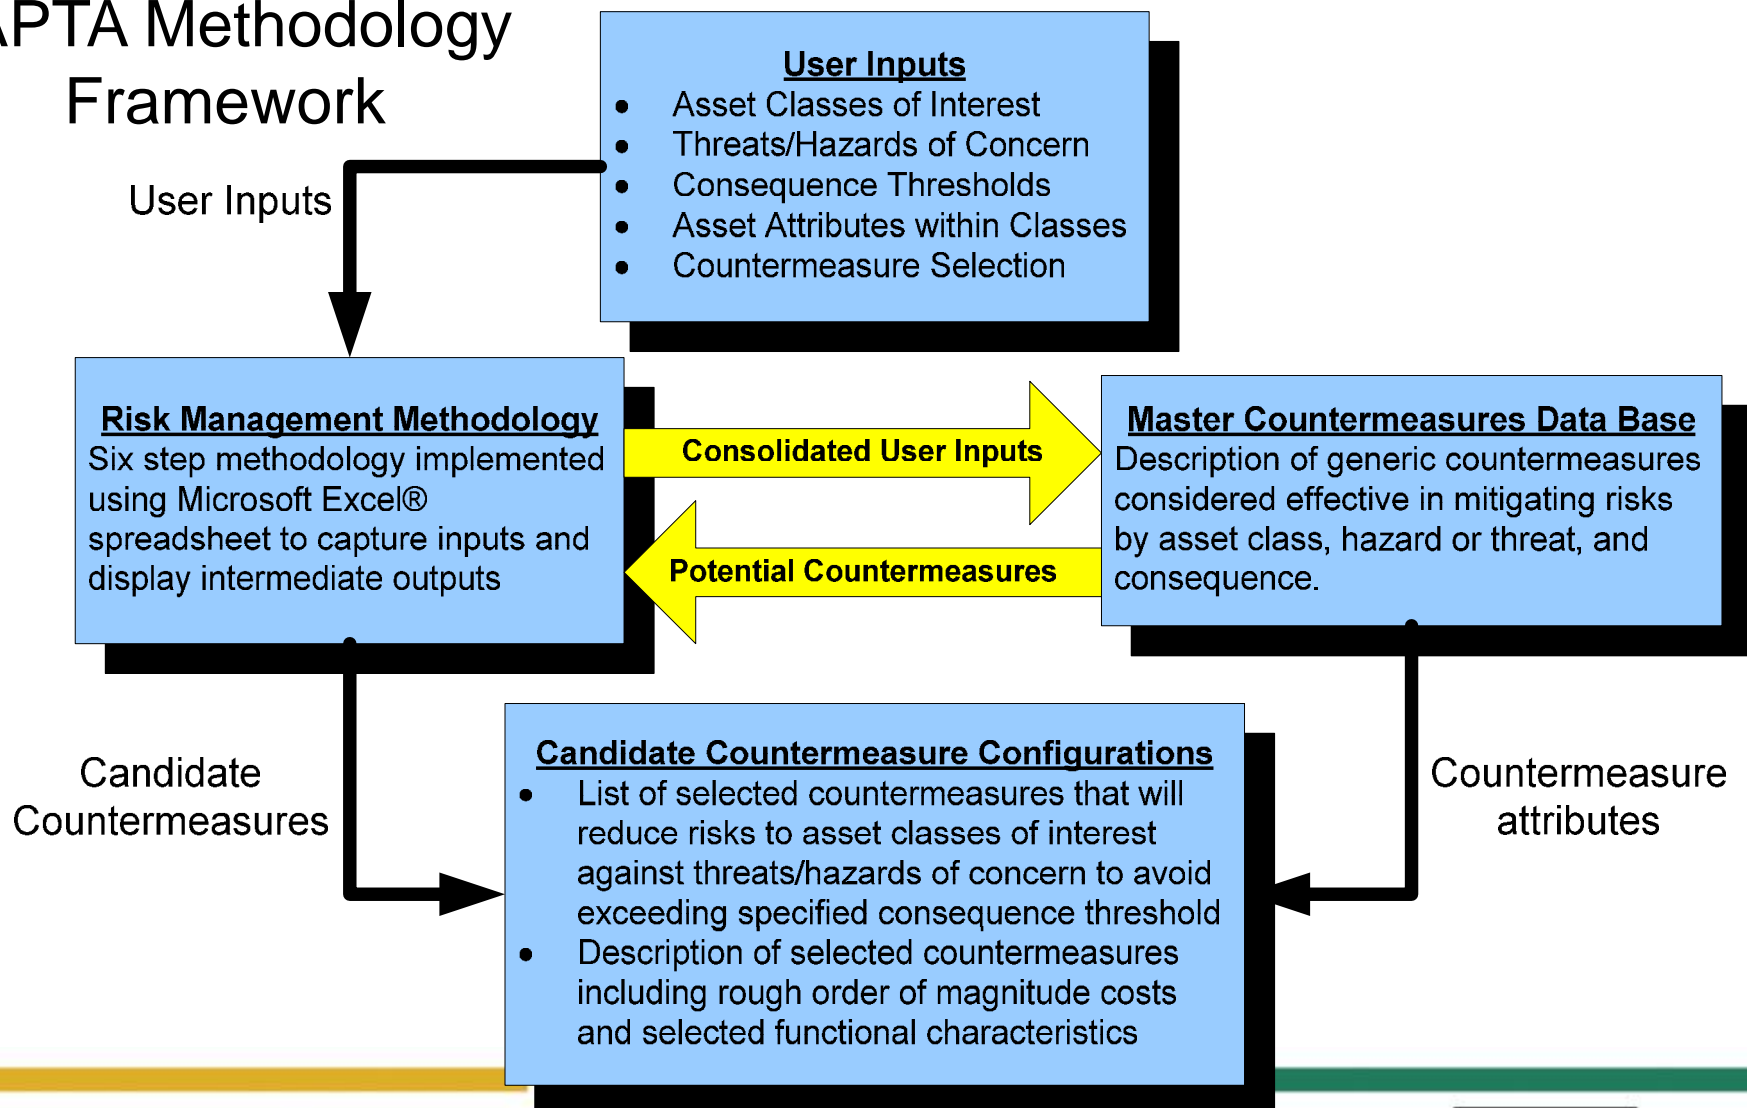 APTA Methodology
Framework
User Inputs
User Inputs
• Asset Classes of Interest
• Threats/Hazards of Concern
• Consequence Thresholds
• Asset Attributes within Classes
• Countermeasure Selection
Risk Management Methodology
Six step methodology implemented
using Microsoft Excel®
spreadsheet to capture inputs and
display intermediate outputs
Consolidated User Inputs
Potential Countermeasures
Master Countermeasures Data Base
Description of generic countermeasures
considered effective in mitigating risks
by asset class, hazard or threat, and
consequence.
Candidate
Countermeasures
Candidate Countermeasure Configurations
• List of selected countermeasures that will
reduce risks to asset classes of interest
against threats/hazards of concern to avoid
exceeding specified consequence threshold
• Description of selected countermeasures
including rough order of magnitude costs
and selected functional characteristics
Countermeasure
attributes